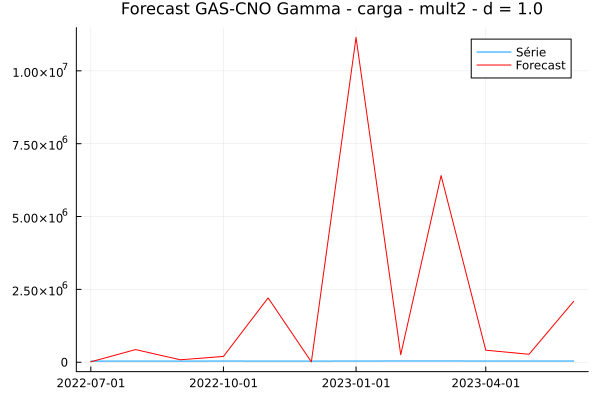 Forecast GAS-CNO Gamma - carga - mult2 - d = 1.0
Série
Forecast
1.00×10⁷
7.50×10⁶
5.00×10⁶
2.50×10⁶
0
2022-07-01 2022-10-01 2023-01-01 2023-04-01